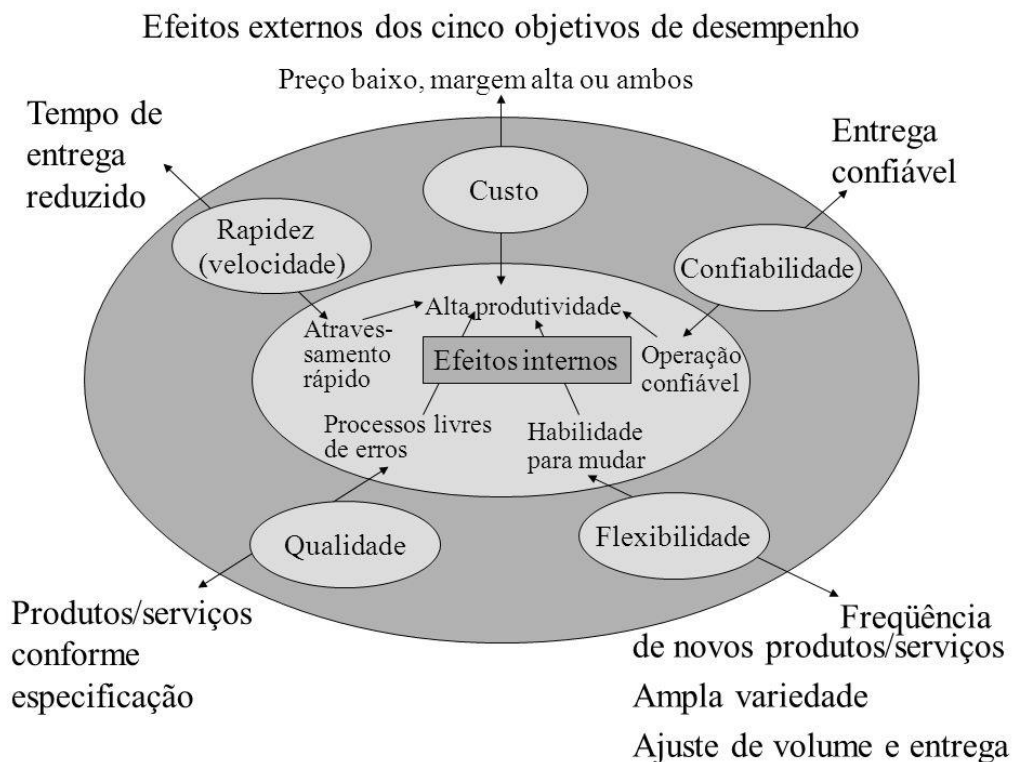 Efeitos externos dos cinco objetivos de desempenho
Preço baixo, margem alta ou ambos
Tempo de
entrega
reduzido
Entrega
confiável
Custo
Rapidez
(velocidade)
Confiabilidade
Alta produtividade
Atraves-
samento
rápido
Efeitos internos
Operação
confiável
Processos livres
de erros
Habilidade
para mudar
Qualidade
Flexibilidade
Produtos/serviços
conforme
especificação
Freqüência
de novos produtos/serviços
Ampla variedade
Ajuste de volume e entrega